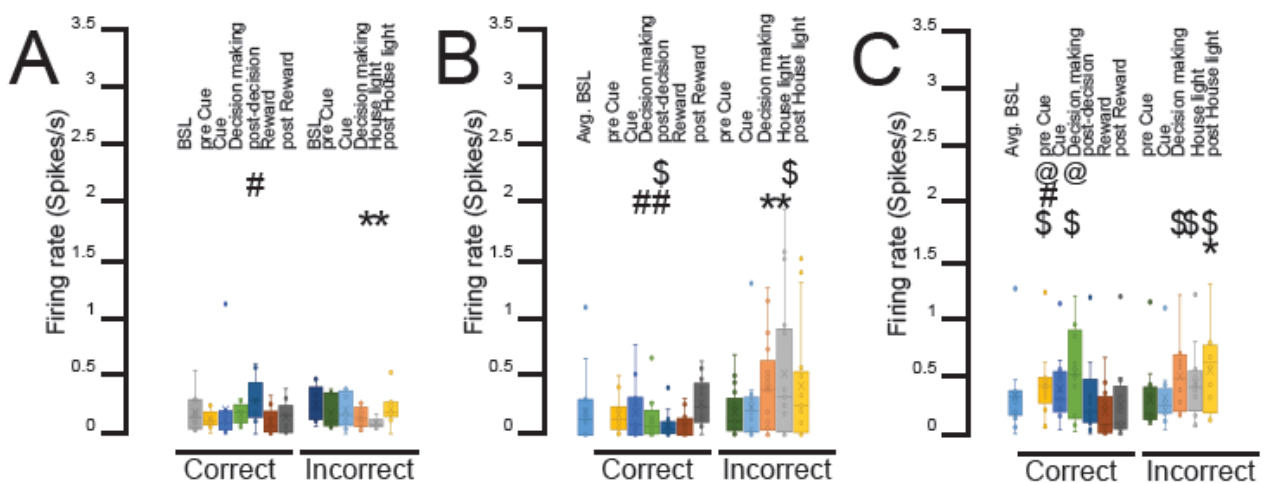 A
Firing rate (Spikes/s)
3.5
3
2.5
2
1.5
1
0.5
0
BSL
pre Cue
Cue
Decision making
post-decision
Reward
post Reward
BSL
pre Cue
Cue
Decision making
House light
post House light
#
**
Correct
Incorrect
B
Firing rate (Spikes/s)
3.5
3
2.5
2
1.5
1
0.5
0
Avg. BSL
pre Cue
Cue
Decision making
post-decision
Reward
post Reward
pre Cue
Cue
Decision making
House light
post House light
$
$
##
**
Correct
Incorrect
C
Firing rate (Spikes/s)
3.5
3
2.5
2
1.5
1
0.5
0
Avg. BSL
pre Cue
Cue
Decision making
post-decision
Reward
post Reward
pre Cue
Cue
Decision making
House light
post House light
@
@
#
$
$
$$
$
*
Correct
Incorrect